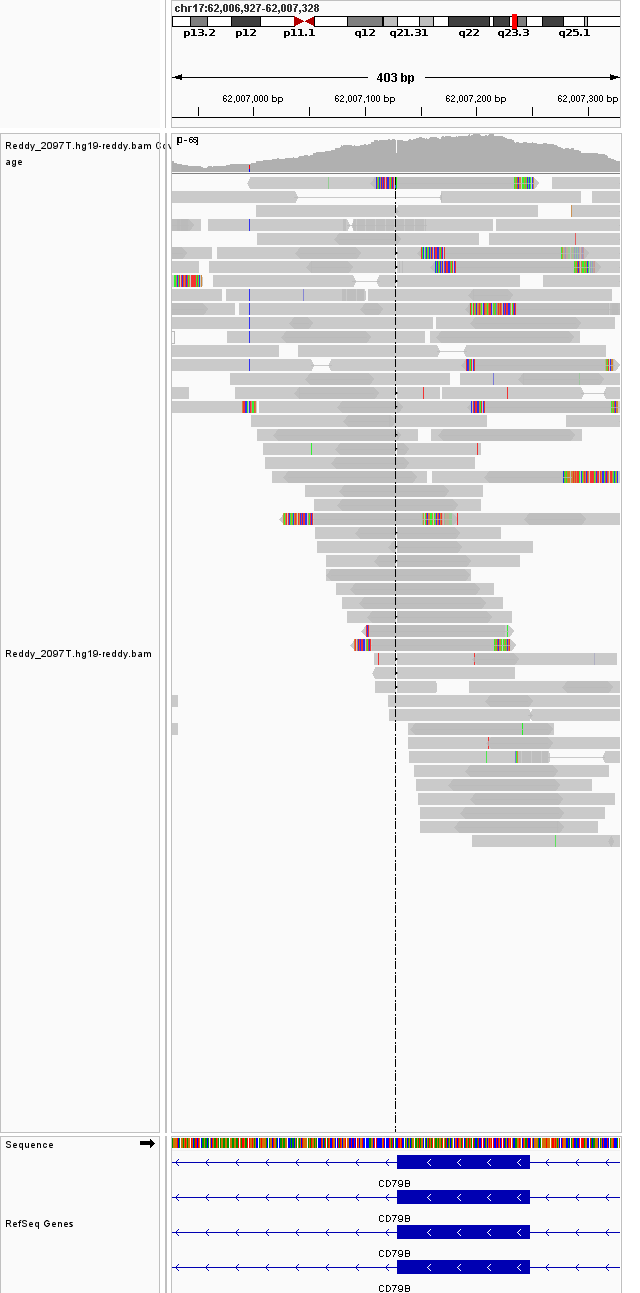 chr17:62,006,927-62,007,328
p13.2 p12 p11.1 q12 q21.31 q22 q23.3 q25.1
403 bp
62,007,000 bp 62,007,100 bp 62,007,200 bp 62,007,300 bp
Reddy_2097T.hg19-reddy.bam Cov
age
[0-69]
Reddy_2097T.hg19-reddy.bam
Sequence
CD79B
CD79B
RefSeq Genes
CD79B
CD79B